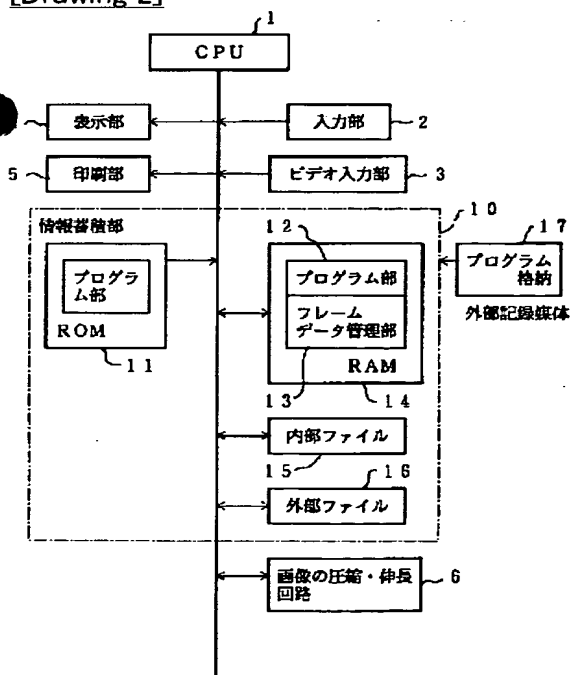 [Drawing 2]
1
CPU
表示部
入力部
2
5
印刷部
ビデオ入力部
3
情報蓄積部
10
12
17
プログラ
ム部
ROM
11
プログラム部
フレーム
データ管理部
RAM
13
14
プログラム
格納
外部記録媒体
内部ファイル
15
16
外部ファイル
画像の圧縮・伸長
回路
6